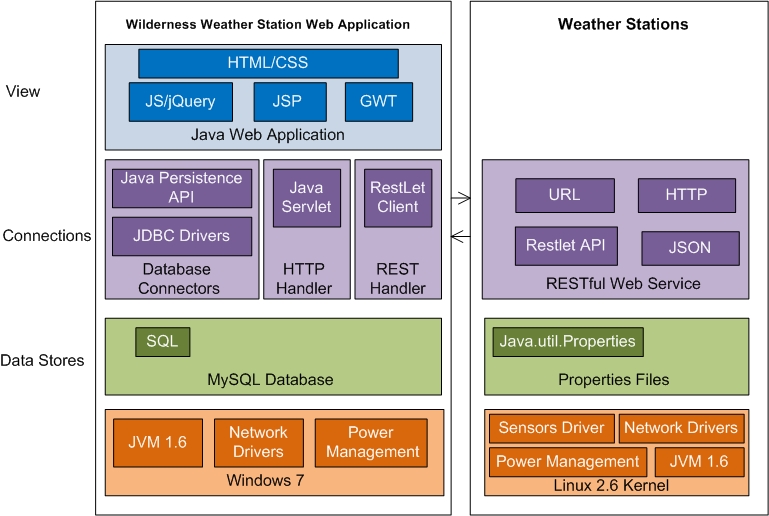 Wilderness Weather Station Web Application
Weather Stations
View
HTML/CSS
JS/jQuery
JSP
GWT
Java Web Application
Connections
Java Persistence
API
JDBC Drivers
Database
Connectors
Java
Servlet
HTTP
Handler
RestLet
Client
REST
Handler
URL
HTTP
Restlet API
JSON
RESTful Web Service
Data Stores
SQL
MySQL Database
Java.util.Properties
Properties Files
JVM 1.6
Network
Drivers
Power
Management
Windows 7
Sensors Driver
Network Drivers
Power Management
JVM 1.6
Linux 2.6 Kernel